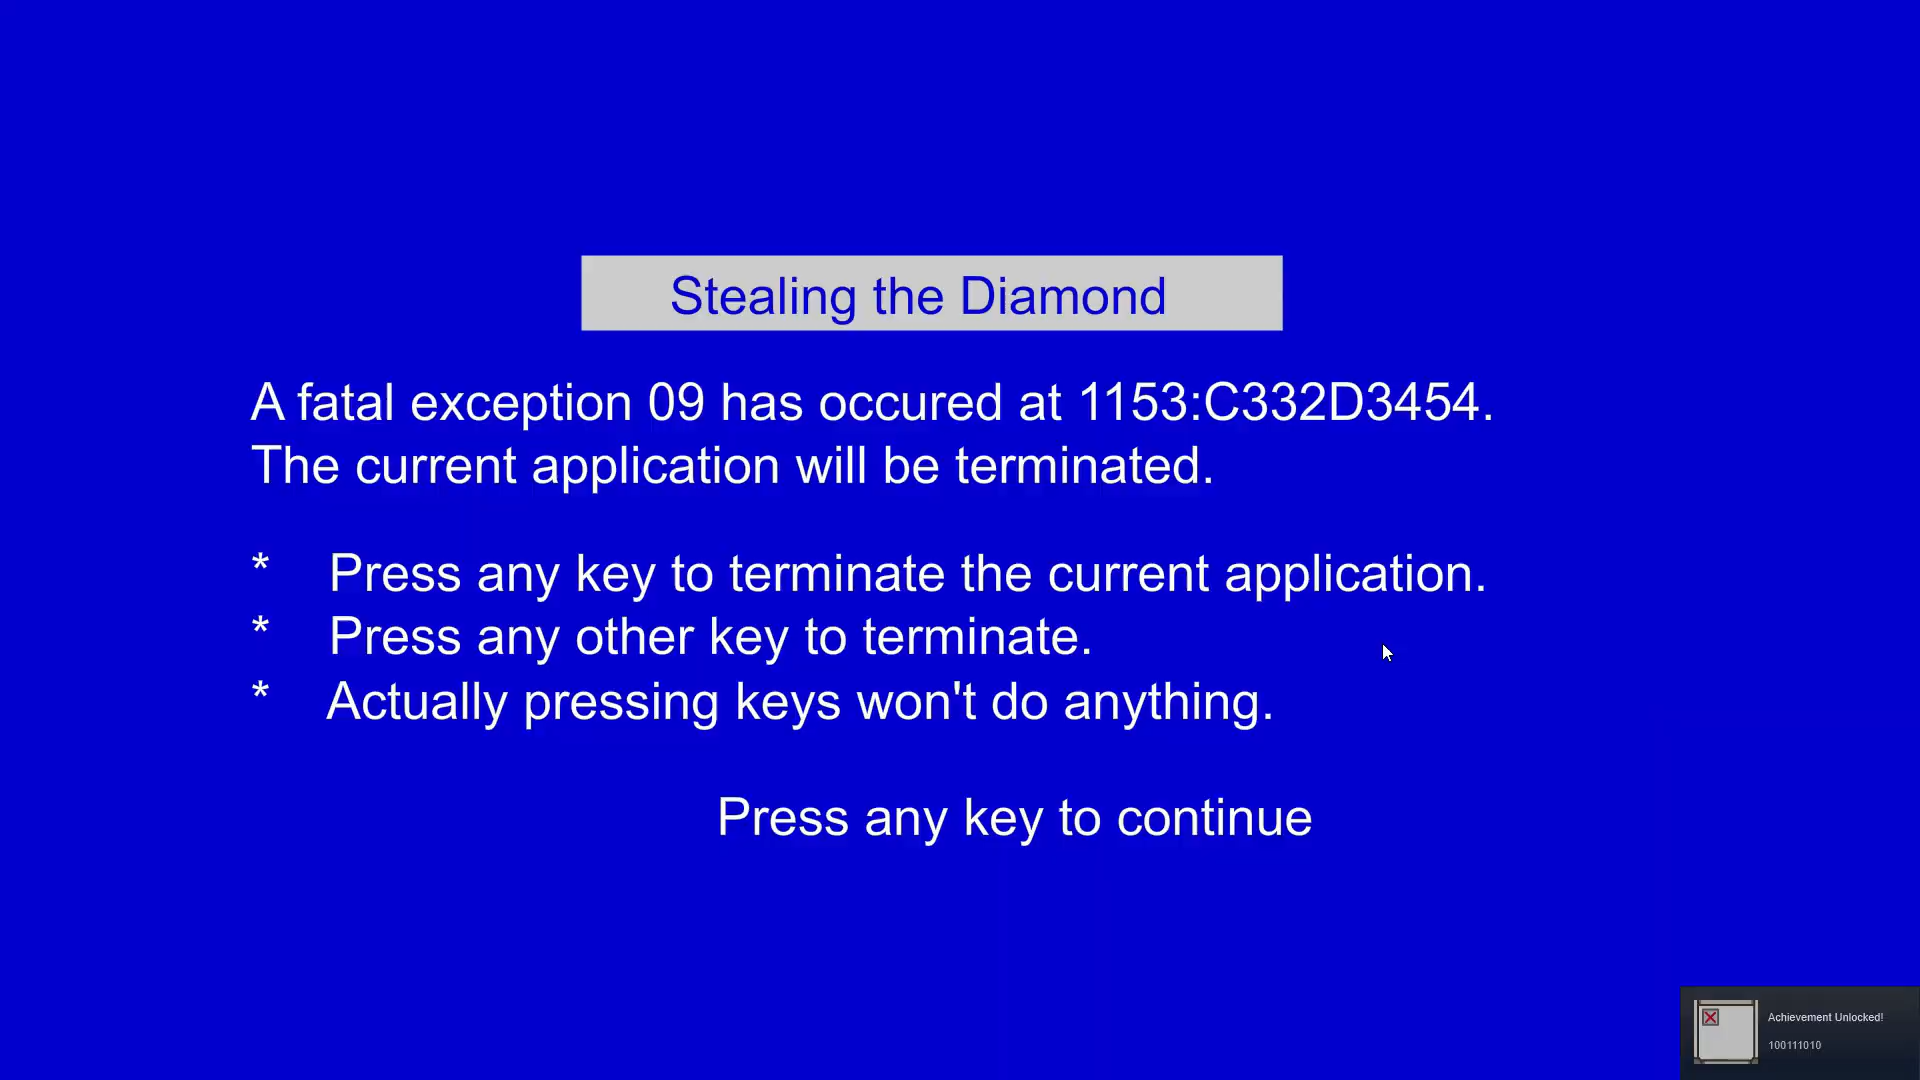 Stealing the Diamond
A fatal exception 09 has occured at 1153:C332D3454.
The current application will be terminated.
* Press any key to terminate the current application.
* Press any other key to terminate.
* Actually pressing keys won't do anything.
Press any key to continue
Achievement Unlocked!
100111010